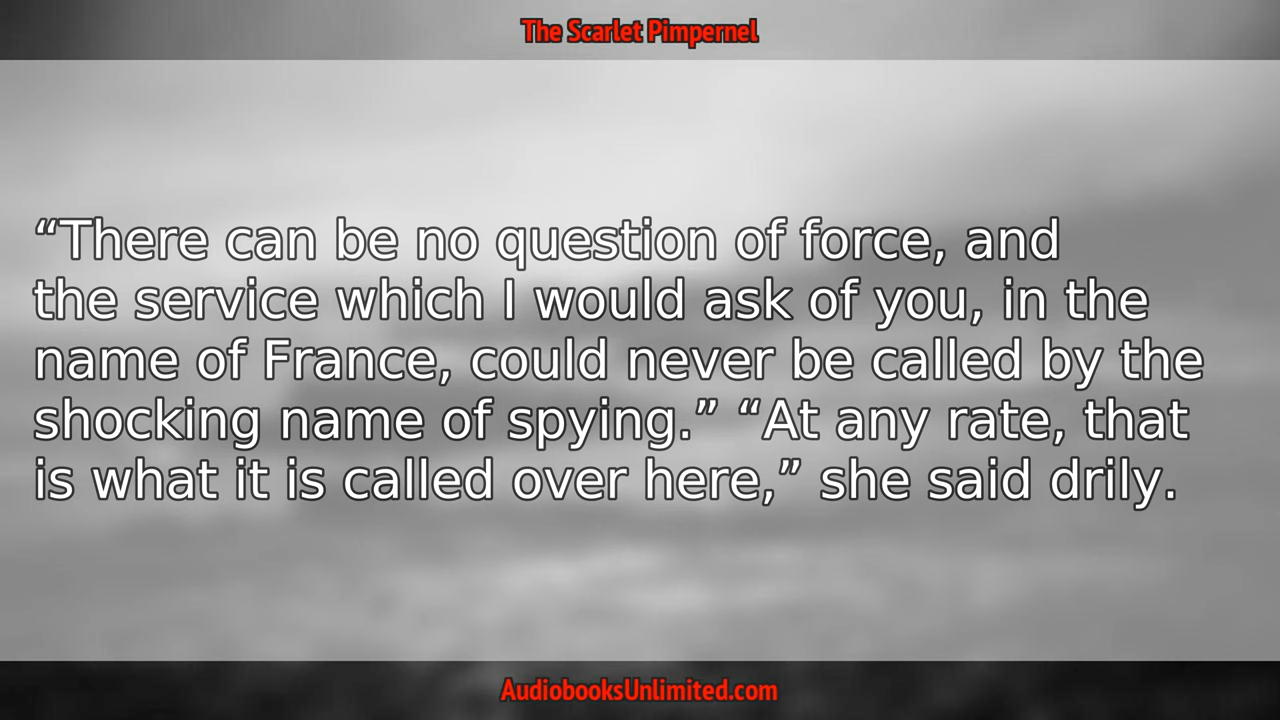 The Scarlet Pimpernel
“There can be no question of force, and
the service which I would ask of you, in the
name of France, could never be called by the
shocking name of spying.” “At any rate, that
is what it is called over here,” she said drily.
AudiobooksUnlimited.com